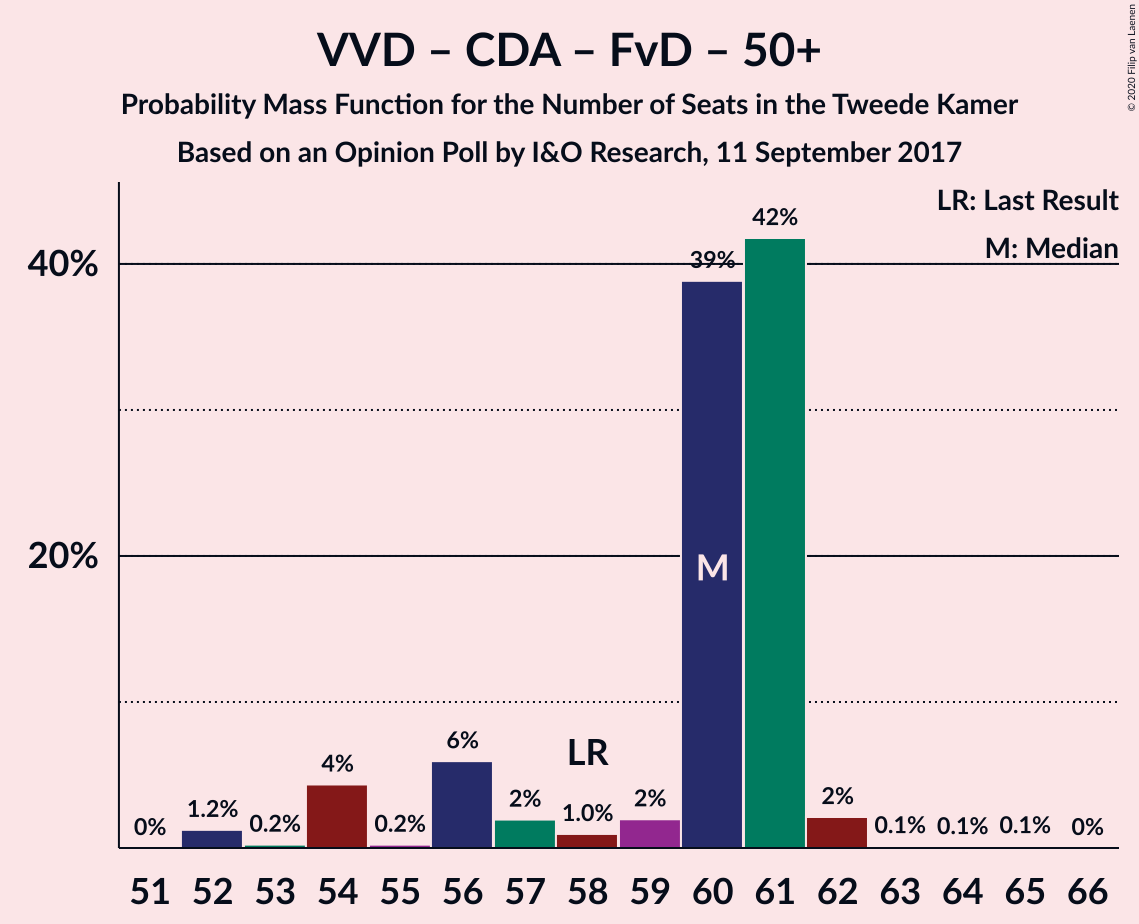 VVD – CDA – FvD – 50+
Probability Mass Function for the Number of Seats in the Tweede Kamer
Based on an Opinion Poll by I&O Research, 11 September 2017
© 2020 Filip van Laenen
LR: Last Result
M: Median
40%
20%
0%
1.2%
0.2%
4%
0.2%
6%
2%
1.0%
2%
39%
42%
2%
0.1%
0.1%
0.1%
0%
LR
M
51 52 53 54 55 56 57 58 59 60 61 62 63 64 65 66